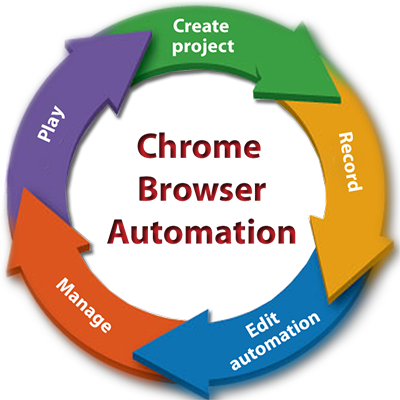 Create
project
Chrome
Browser
Automation
Record
Edit
automation
Manage
Play